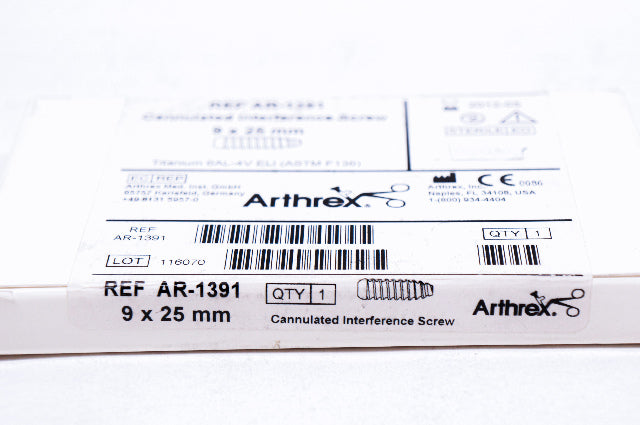 REF AR-1391
Cannulated Interference Screw
9 x 25 mm
Titanium 6AL-4V ELI (ASTM F136)
2
STERILE EO
EC REP
Arthrex Med. Inst. GmbH
85757 Karlsfeld, Germany
+49 8131 5957-0
Arthrex®
Arthrex, Inc.
Naples, FL 34108, USA
1-(800) 934-4404
CE 0086
REF
AR-1391
QTY 1
LOT 116070
REF AR-1391
QTY 1
9 x 25 mm
Cannulated Interference Screw
Arthrex®